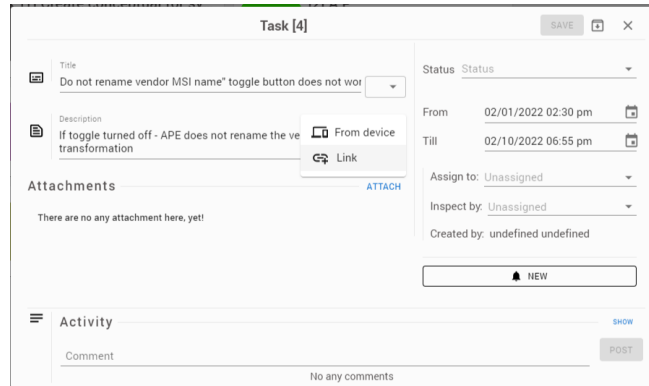 Task [4]
SAVE
Title
Do not rename vendor MSI name" toggle button does not wor
Status Status
Description
If toggle turned off - APE does not rename the ve
transformation
From device
Link
From 02/01/2022 02:30 pm
Till 02/10/2022 06:55 pm
Attachments
ATTACH
Assign to: Unassigned
There are no any attachment here, yet!
Inspect by: Unassigned
Created by: undefined undefined
NEW
Activity
SHOW
Comment
POST
No any comments